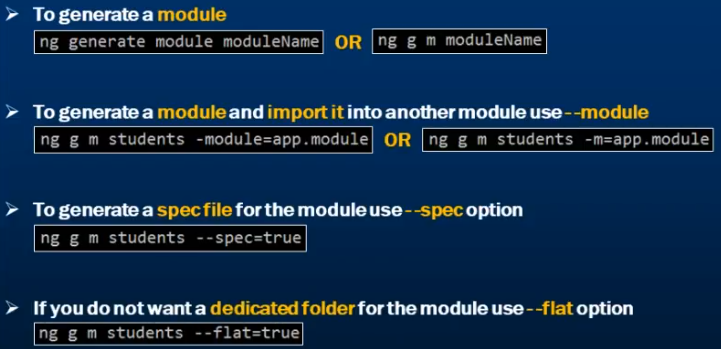 ➤ To generate a module
ng generate module moduleName OR ng g m moduleName
➤ To generate a module and import it into another module use --module
ng g m students -module=app.module OR ng g m students -m=app.module
➤ To generate a spec file for the module use --spec option
ng g m students --spec=true
➤ If you do not want a dedicated folder for the module use --flat option
ng g m students --flat=true